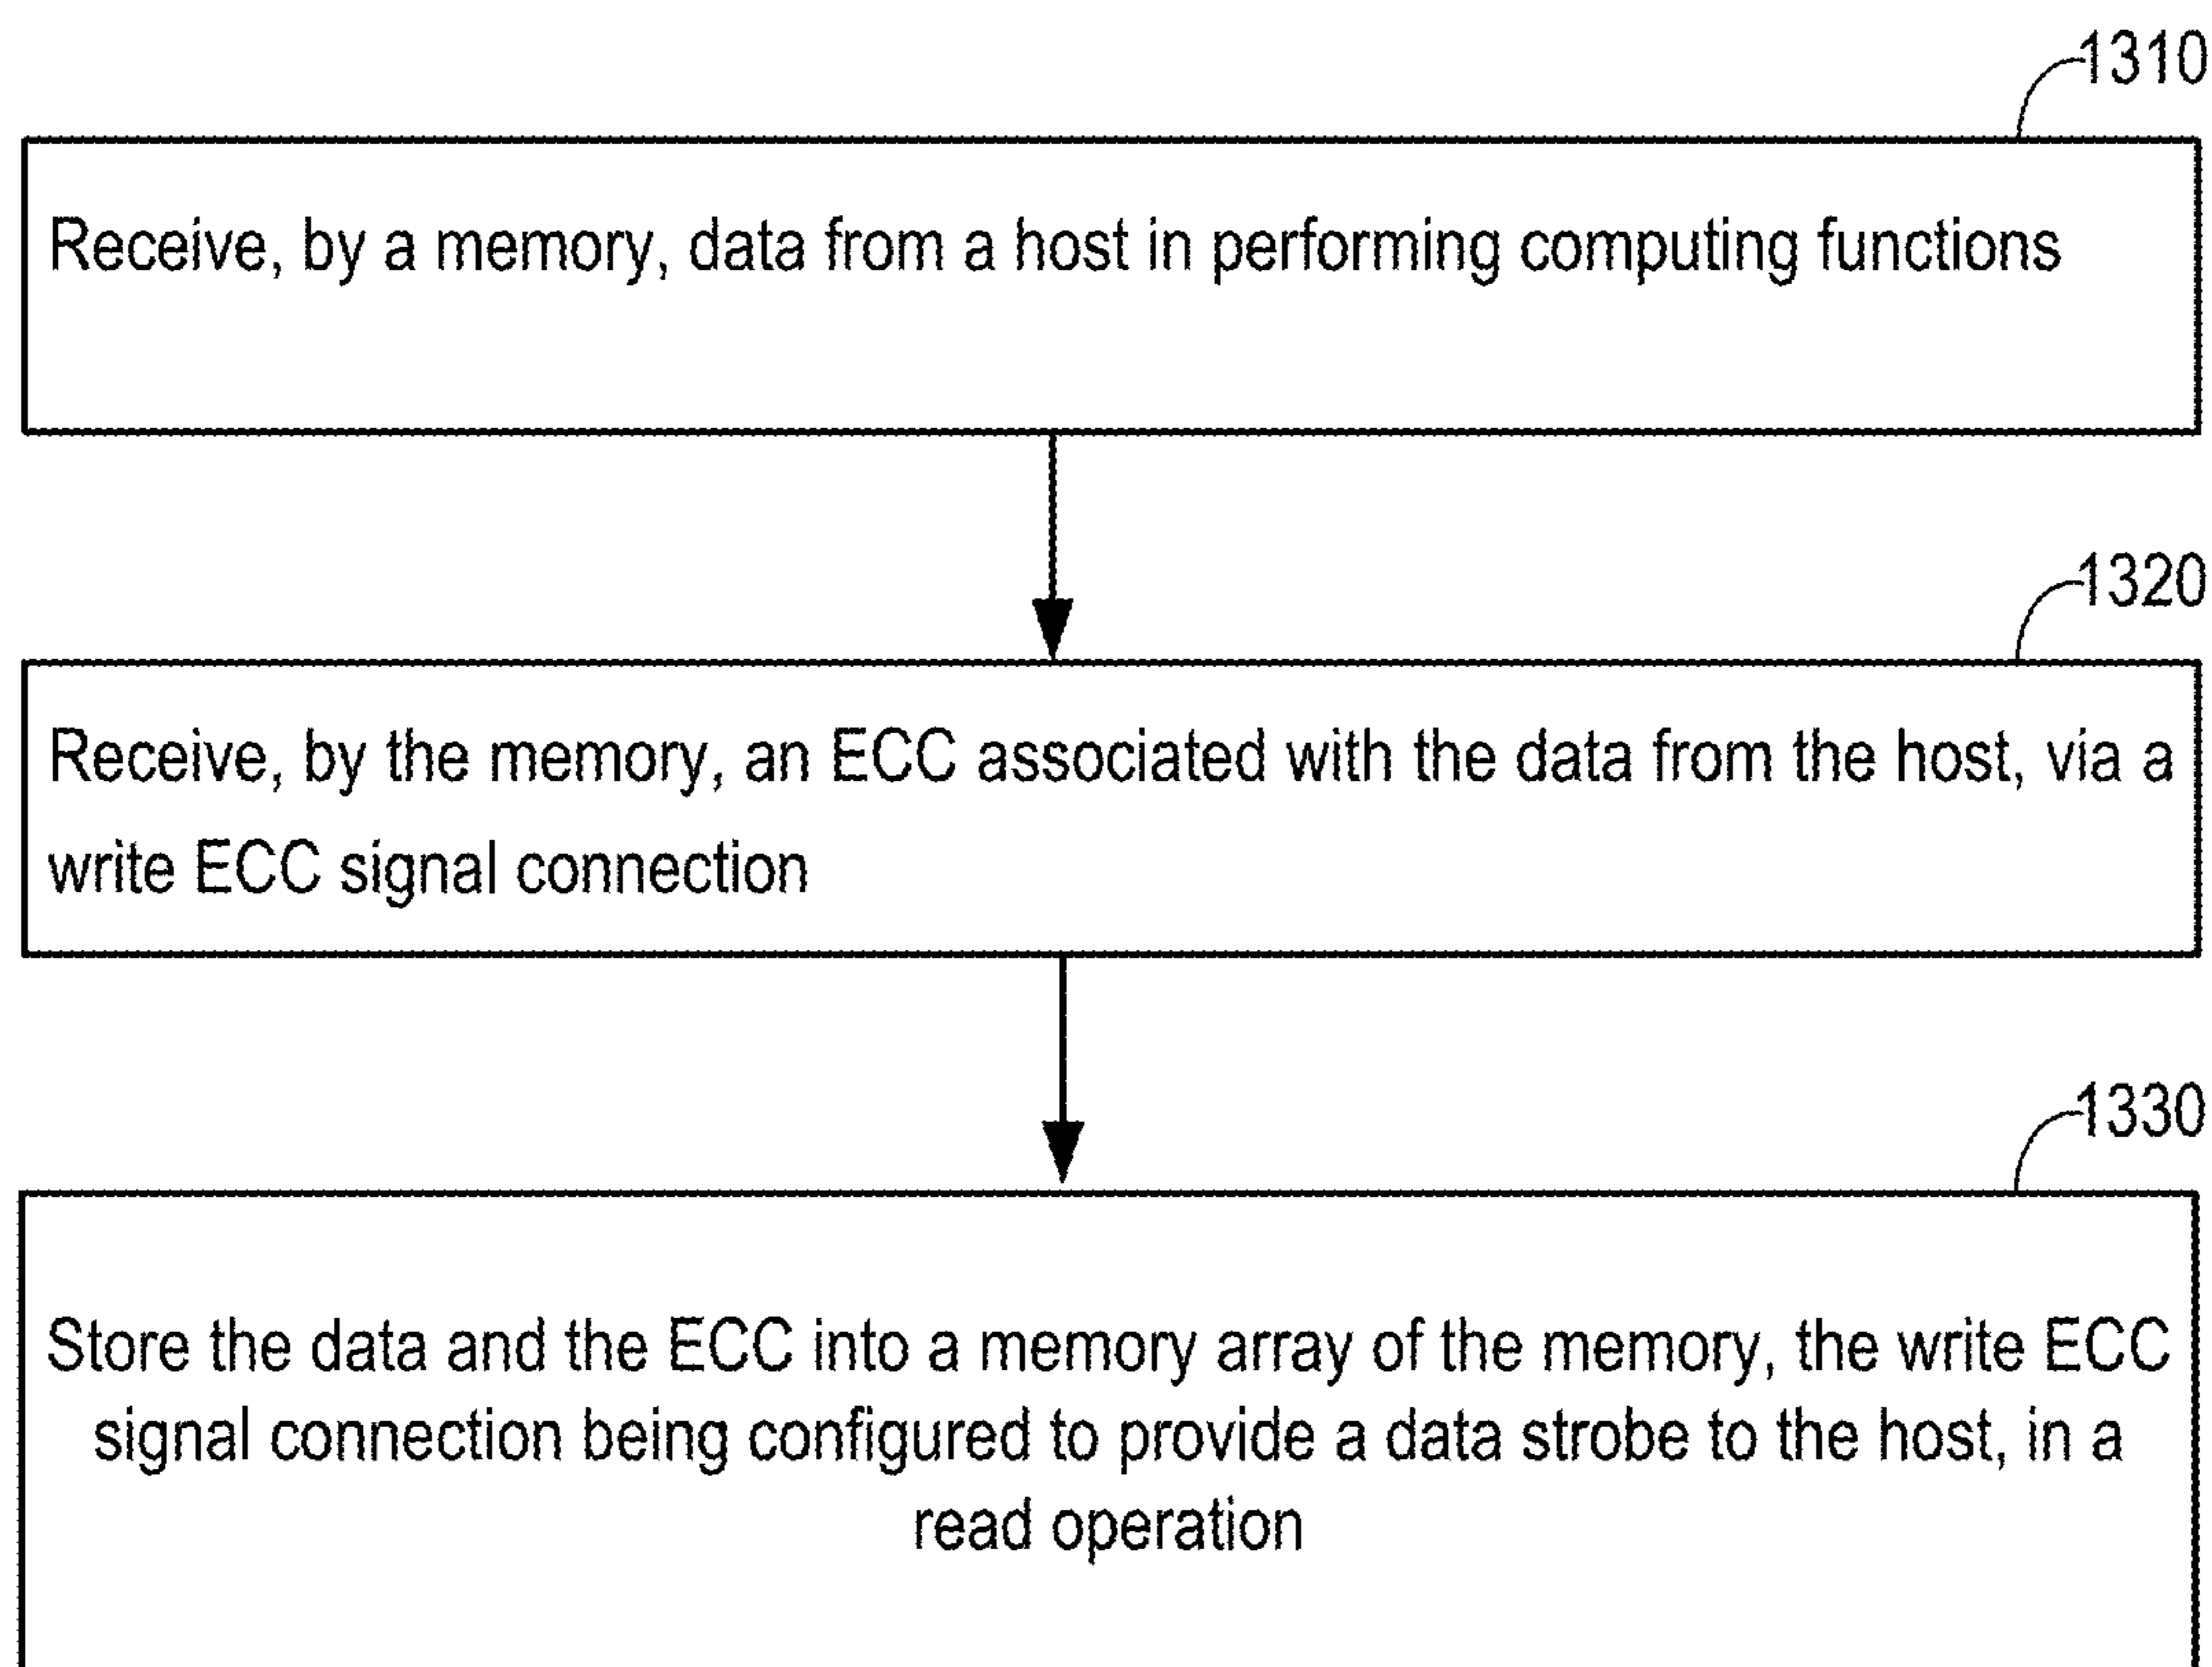 1310
Receive, by a memory, data from a host in performing computing functions
1320
Receive, by the memory, an ECC associated with the data from the host, via a
write ECC signal connection
1330
Store the data and the ECC into a memory array of the memory, the write ECC
signal connection being configured to provide a data strobe to the host, in a
read operation